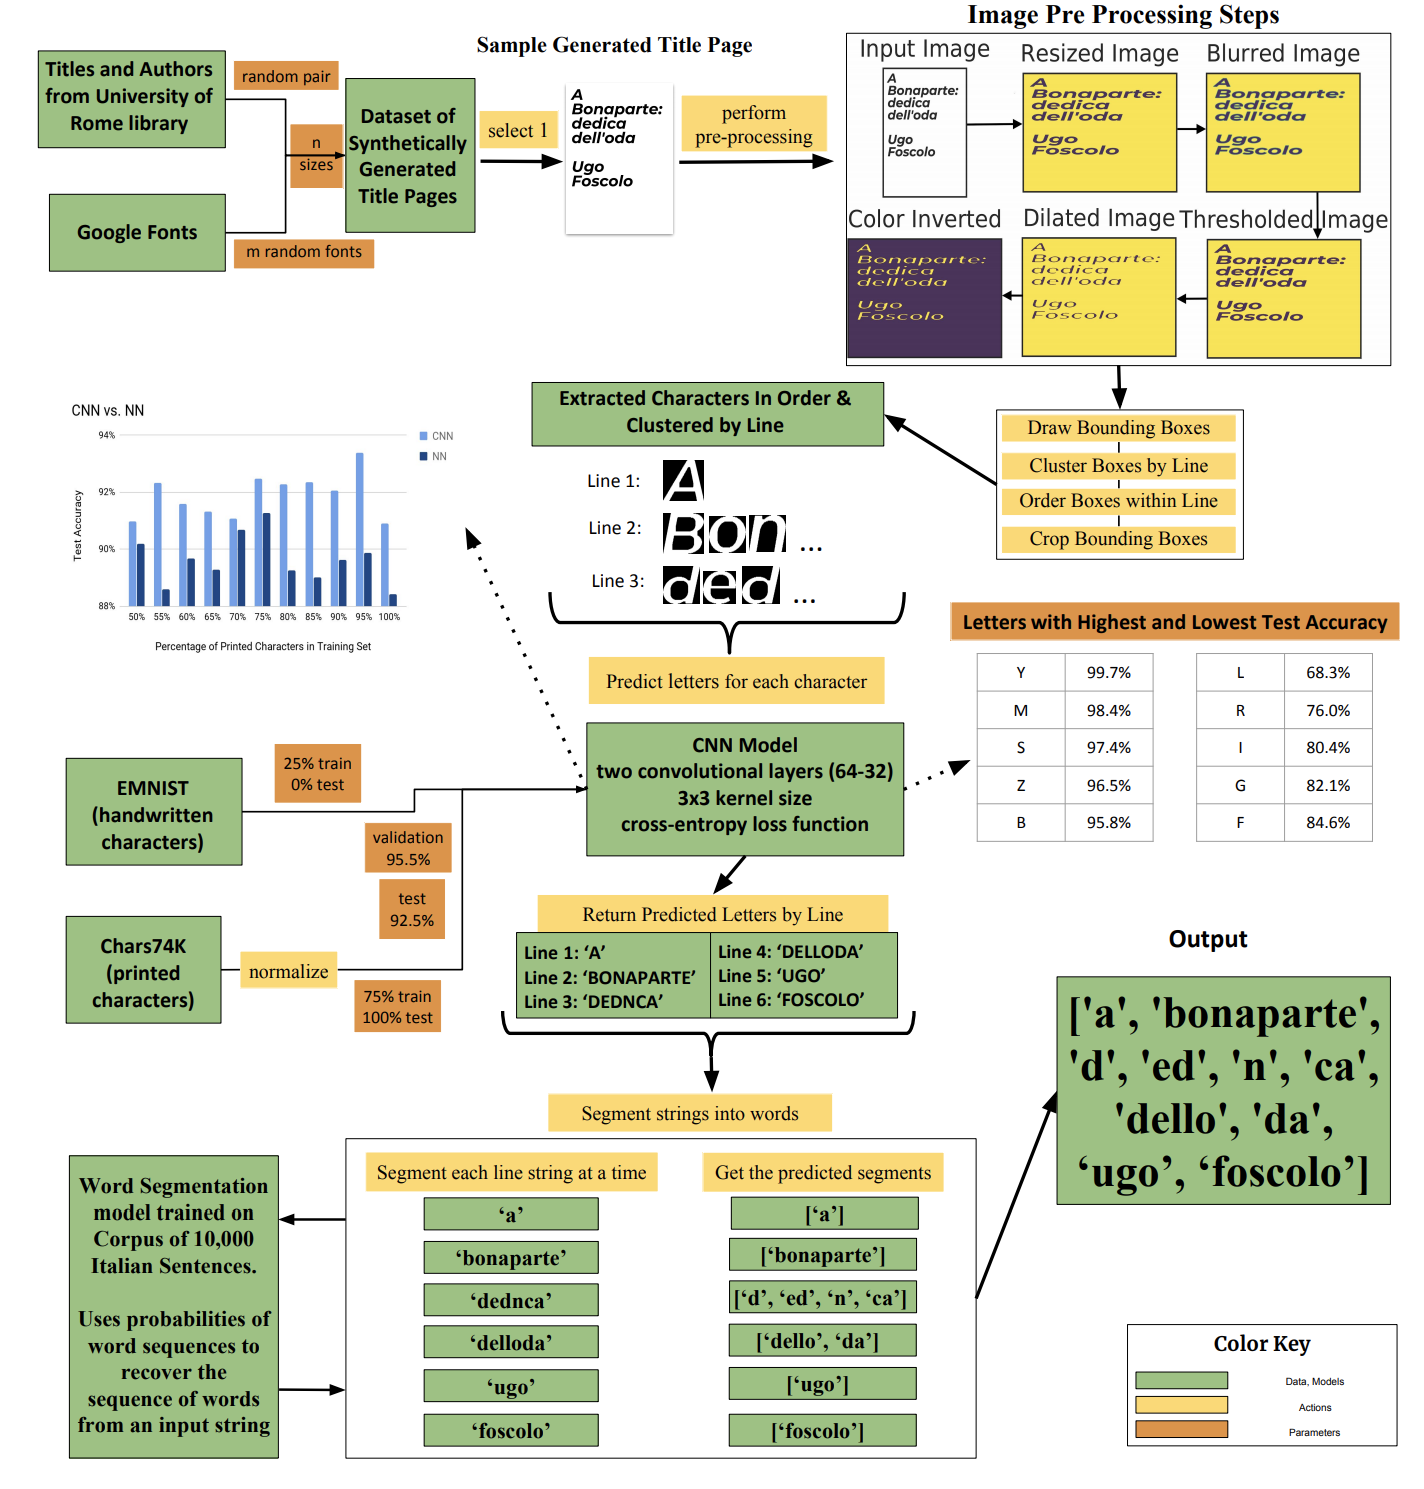 Image Pre Processing Steps
Sample Generated Title Page
Titles and Authors
from University of
Rome library
random pair
n
sizes
Google Fonts
m random fonts
Dataset of
Synthetically
Generated
Title Pages
select 1
A
Bonaparte:
dedica
dell'oda
Ugo
Foscolo
perform
pre-processing
Input Image
A
Bonaparte:
dedica
dell'oda
Ugo
Foscolo
Resized Image
A
Bonaparte:
dedica
dell'oda
Ugo
Foscolo
Blurred Image
A
Bonaparte:
dedica
dell'oda
Ugo
Foscolo
Thresholded Image
A
Bonaparte:
dedica
dell'oda
Ugo
Foscolo
Dilated Image
A
Bonaparte:
dedica
dell'oda
Ugo
Foscolo
Color Inverted
A
Bonaparte:
dedica
dell'oda
Ugo
Foscolo
Draw Bounding Boxes
Cluster Boxes by Line
Order Boxes within Line
Crop Bounding Boxes
Extracted Characters In Order &
Clustered by Line
Line 1: A
Line 2: Bon ...
Line 3: ded ...
Predict letters for each character
CNN vs. NN
CNN
NN
Test Accuracy
94%
92%
90%
88%
50% 55% 60% 65% 70% 75% 80% 85% 90% 95% 100%
Percentage of Printed Characters in Training Set
Letters with Highest and Lowest Test Accuracy
Y 99.7% L 68.3%
M 98.4% R 76.0%
S 97.4% I 80.4%
Z 96.5% G 82.1%
B 95.8% F 84.6%
CNN Model
two convolutional layers (64-32)
3x3 kernel size
cross-entropy loss function
EMNIST
(handwritten
characters)
25% train
0% test
validation
95.5%
test
92.5%
Chars74K
(printed
characters)
normalize
75% train
100% test
Return Predicted Letters by Line
Line 1: ‘A’
Line 2: ‘BONAPARTE’
Line 3: ‘DEDNCA’
Line 4: ‘DELLODA’
Line 5: ‘UGO’
Line 6: ‘FOSCOLO’
Segment strings into words
Word Segmentation
model trained on
Corpus of 10,000
Italian Sentences.
Uses probabilities of
word sequences to
recover the
sequence of words
from an input string
Segment each line string at a time
‘a’
‘bonaparte’
‘dednca’
‘delloda’
‘ugo’
‘foscolo’
Get the predicted segments
[‘a’]
[‘bonaparte’]
[‘d’, ‘ed’, ‘n’, ‘ca’]
[‘dello’, ‘da’]
[‘ugo’]
[‘foscolo’]
Output
['a', 'bonaparte',
'd', 'ed', 'n', 'ca',
'dello', 'da',
‘ugo’, ‘foscolo’]
Color Key
Data, Models
Actions
Parameters